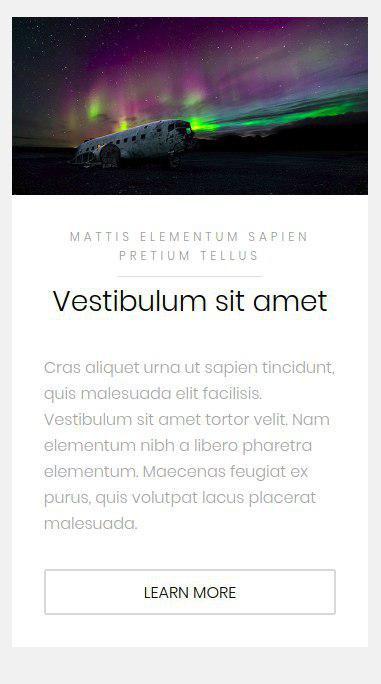 MATTIS ELEMENTUM SAPIEN
PRETIUM TELLUS
Vestibulum sit amet
Cras aliquet urna ut sapien tincidunt,
quis malesuada elit facilisis.
Vestibulum sit amet tortor velit. Nam
elementum nibh a libero pharetra
elementum. Maecenas feugiat ex
purus, quis volutpat lacus placerat
malesuada.
LEARN MORE